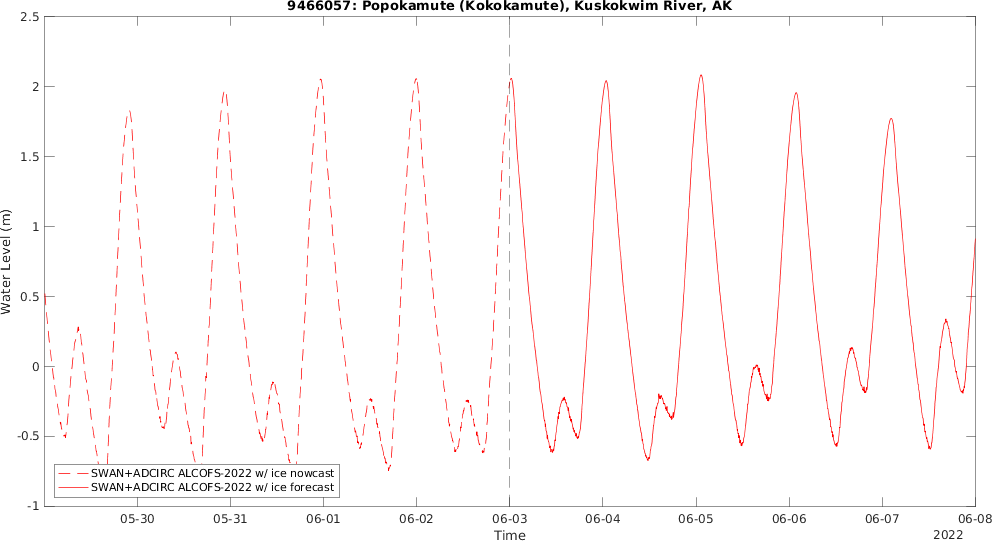 9466057: Popokamute (Kokokamute), Kuskokwim River, AK
2.5
2
1.5
1
0.5
0
-0.5
-1
Water Level (m)
SWAN+ADCIRC ALCOFS-2022 w/ ice nowcast
SWAN+ADCIRC ALCOFS-2022 w/ ice forecast
05-30 05-31 06-01 06-02 06-03 06-04 06-05 06-06 06-07 06-08
Time
2022